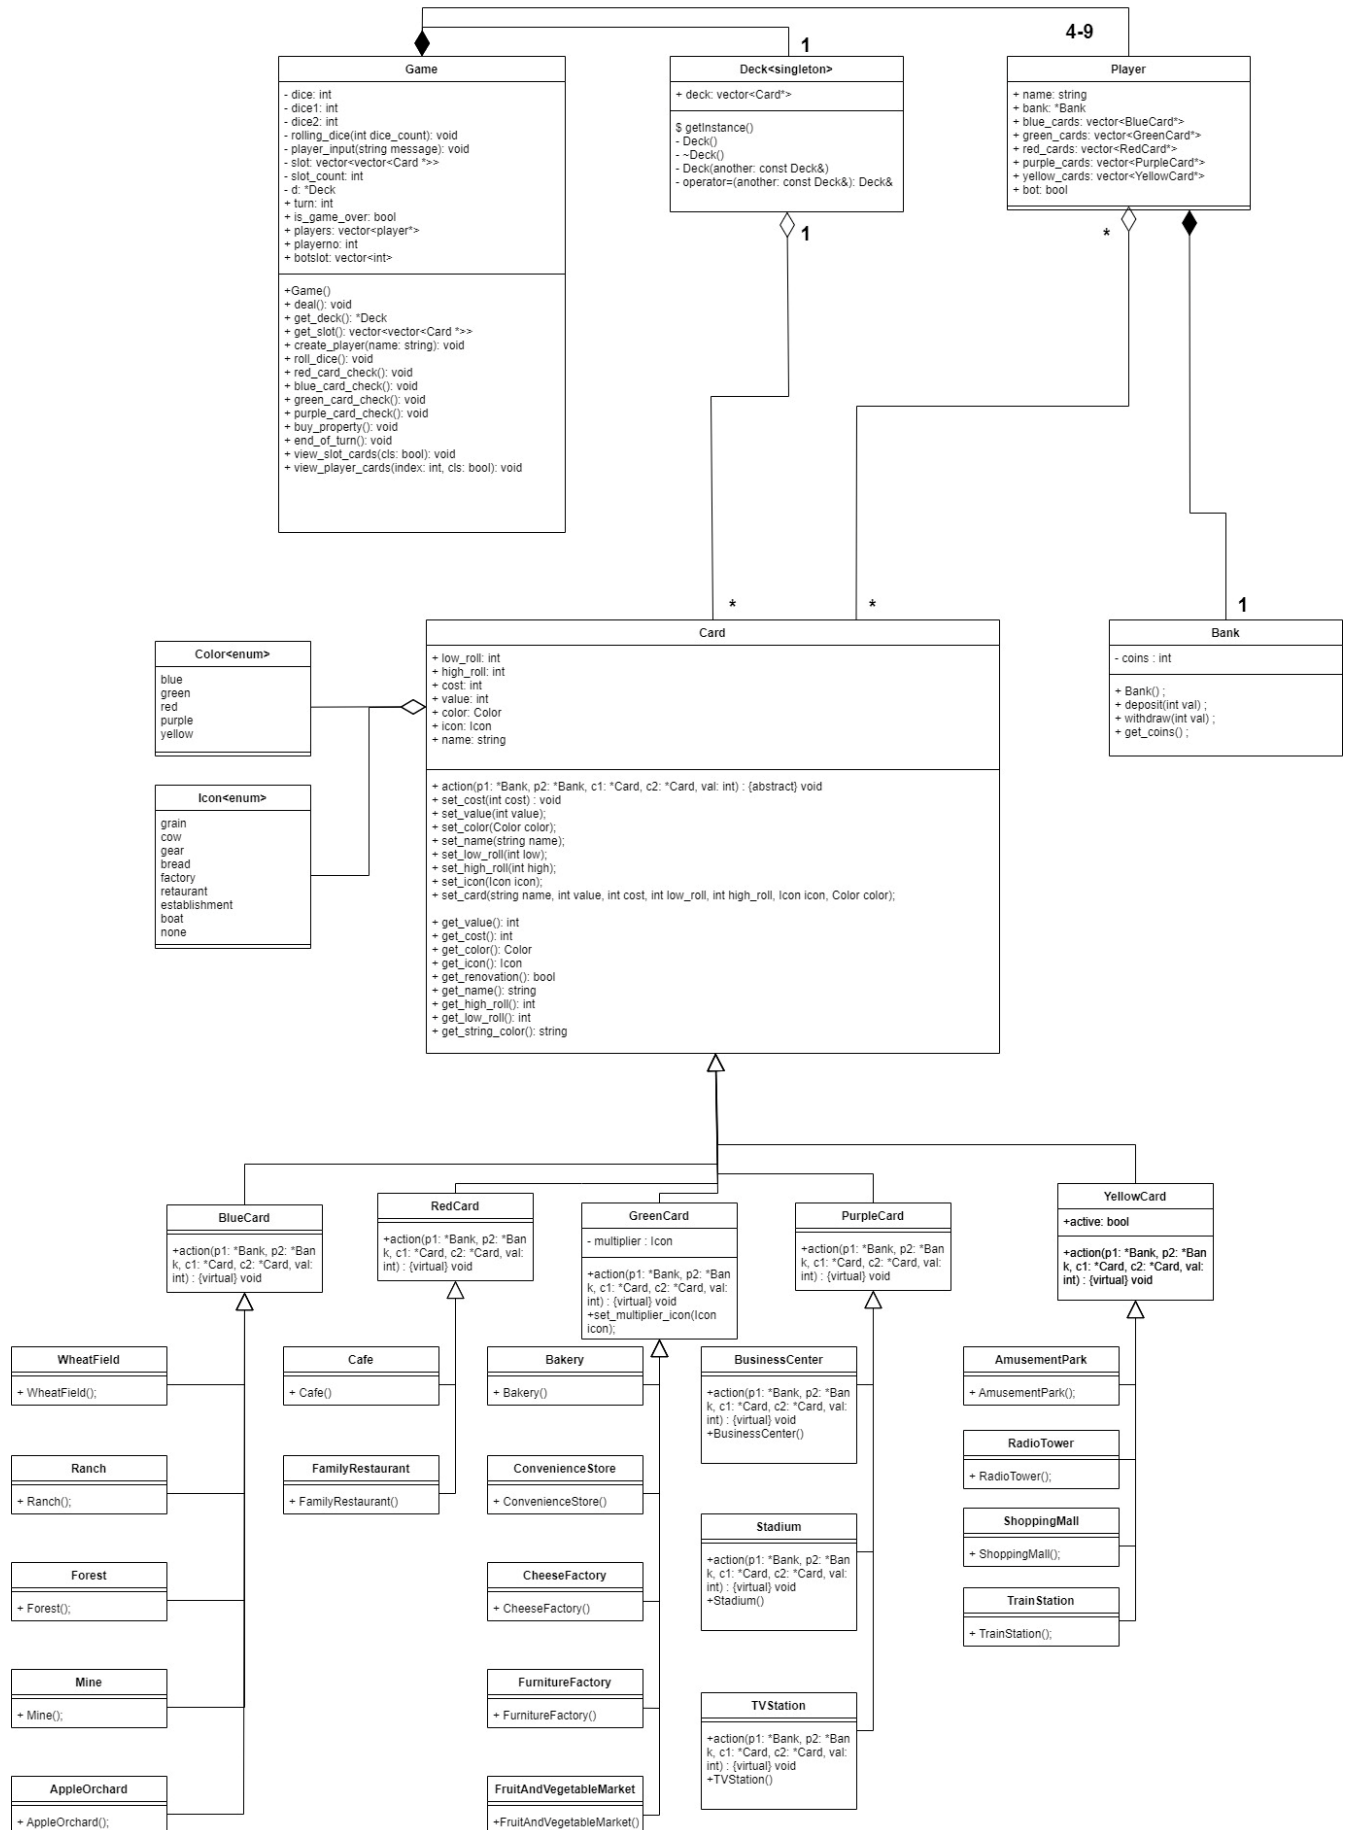 1
4-9
Game
- dice: int
- dice1: int
- dice2: int
- rolling_dice(int dice_count): void
- player_input(string message): void
- slot: vector<vector<Card *>>
- slot_count: int
- d: *Deck
+ turn: int
+ is_game_over: bool
+ players: vector<player*>
+ playerno: int
+ botslot: vector<int>
+Game()
+ deal(): void
+ get_deck(): *Deck
+ get_slot(): vector<vector<Card *>>
+ create_player(name: string): void
+ roll_dice(): void
+ red_card_check(): void
+ blue_card_check(): void
+ green_card_check(): void
+ purple_card_check(): void
+ buy_property(): void
+ end_of_turn(): void
+ view_slot_cards(cls: bool): void
+ view_player_cards(index: int, cls: bool): void
Deck<singleton>
+ deck: vector<Card*>
$ getInstance()
- Deck()
- ~Deck()
- Deck(another: const Deck&)
- operator=(another: const Deck&): Deck&
1
Player
+ name: string
+ bank: *Bank
+ blue_cards: vector<BlueCard*>
+ green_cards: vector<GreenCard*>
+ red_cards: vector<RedCard*>
+ purple_cards: vector<PurpleCard*>
+ yellow_cards: vector<YellowCard*>
+ bot: bool
*
*
*
1
Color<enum>
blue
green
red
purple
yellow
Icon<enum>
grain
cow
gear
bread
factory
retaurant
establishment
boat
none
Card
+ low_roll: int
+ high_roll: int
+ cost: int
+ value: int
+ color: Color
+ icon: Icon
+ name: string
+ action(p1: *Bank, p2: *Bank, c1: *Card, c2: *Card, val: int) : {abstract} void
+ set_cost(int cost) : void
+ set_value(int value);
+ set_color(Color color);
+ set_name(string name);
+ set_low_roll(int low);
+ set_high_roll(int high);
+ set_icon(Icon icon);
+ set_card(string name, int value, int cost, int low_roll, int high_roll, Icon icon, Color color);
+ get_value(): int
+ get_cost(): int
+ get_color(): Color
+ get_icon(): Icon
+ get_renovation(): bool
+ get_name(): string
+ get_high_roll(): int
+ get_low_roll(): int
+ get_string_color(): string
Bank
- coins : int
+ Bank() ;
+ deposit(int val) ;
+ withdraw(int val) ;
+ get_coins() ;
BlueCard
+action(p1: *Bank, p2: *Ban
k, c1: *Card, c2: *Card, val:
int) : {virtual} void
RedCard
+action(p1: *Bank, p2: *Ban
k, c1: *Card, c2: *Card, val:
int) : {virtual} void
GreenCard
- multiplier : Icon
+action(p1: *Bank, p2: *Ban
k, c1: *Card, c2: *Card, val:
int) : {virtual} void
+set_multiplier_icon(Icon
icon);
PurpleCard
+action(p1: *Bank, p2: *Ban
k, c1: *Card, c2: *Card, val:
int) : {virtual} void
YellowCard
+active: bool
+action(p1: *Bank, p2: *Ban
k, c1: *Card, c2: *Card, val:
int) : {virtual} void
WheatField
+ WheatField();
Ranch
+ Ranch();
Forest
+ Forest();
Mine
+ Mine();
AppleOrchard
+ AppleOrchard();
Cafe
+ Cafe()
FamilyRestaurant
+ FamilyRestaurant()
Bakery
+ Bakery()
ConvenienceStore
+ ConvenienceStore()
CheeseFactory
+ CheeseFactory()
FurnitureFactory
+ FurnitureFactory()
FruitAndVegetableMarket
+FruitAndVegetableMarket()
BusinessCenter
+action(p1: *Bank, p2: *Ban
k, c1: *Card, c2: *Card, val:
int) : {virtual} void
+BusinessCenter()
Stadium
+action(p1: *Bank, p2: *Ban
k, c1: *Card, c2: *Card, val:
int) : {virtual} void
+Stadium()
TVStation
+action(p1: *Bank, p2: *Ban
k, c1: *Card, c2: *Card, val:
int) : {virtual} void
+TVStation()
AmusementPark
+ AmusementPark();
RadioTower
+ RadioTower();
ShoppingMall
+ ShoppingMall();
TrainStation
+ TrainStation();